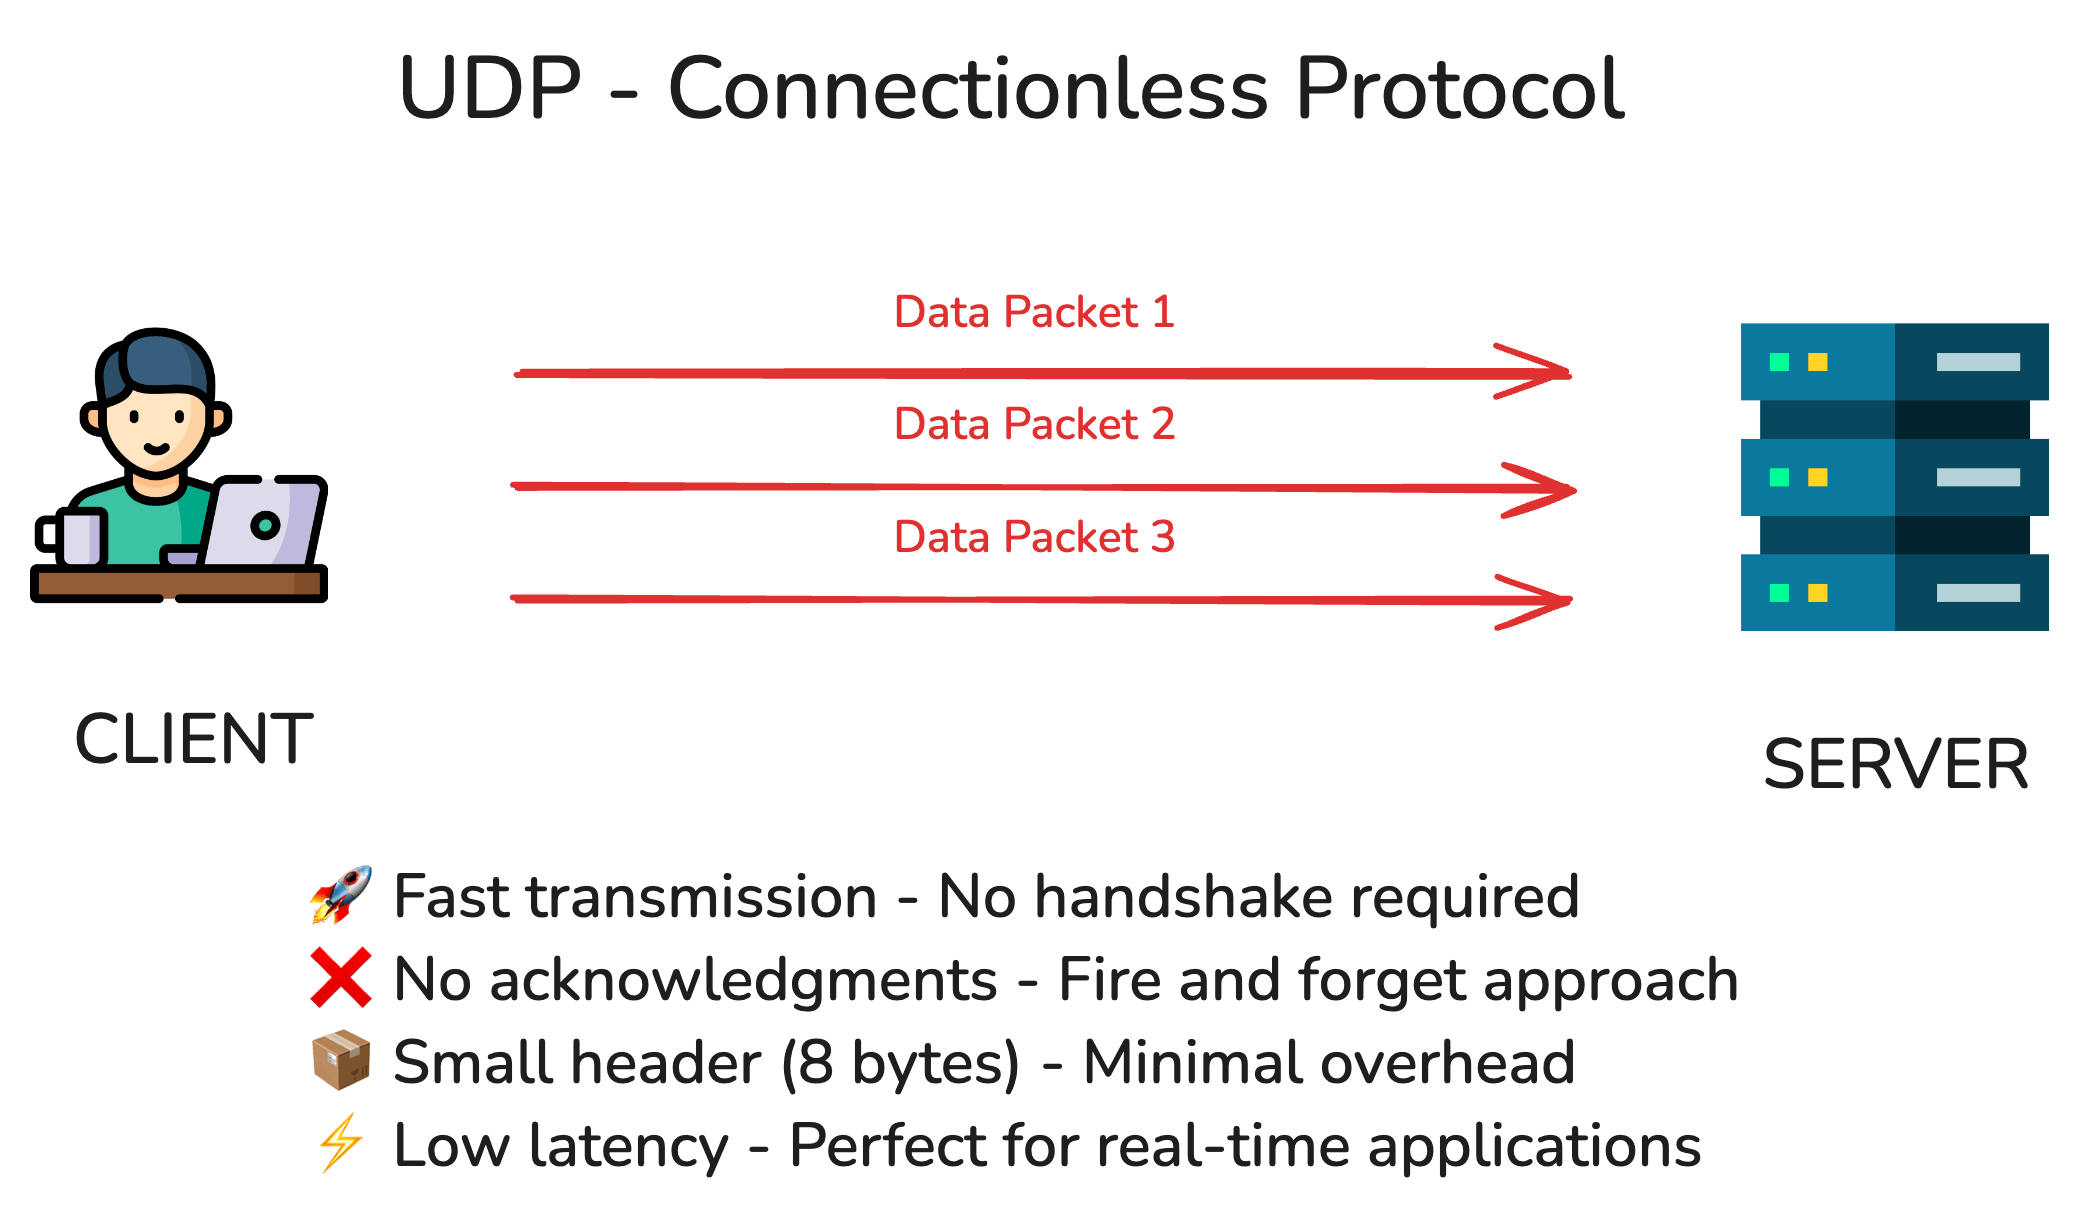 UDP - Connectionless Protocol
Data Packet 1
Data Packet 2
Data Packet 3
CLIENT
SERVER
🚀 Fast transmission - No handshake required
❌ No acknowledgments - Fire and forget approach
📦 Small header (8 bytes) - Minimal overhead
⚡ Low latency - Perfect for real-time applications